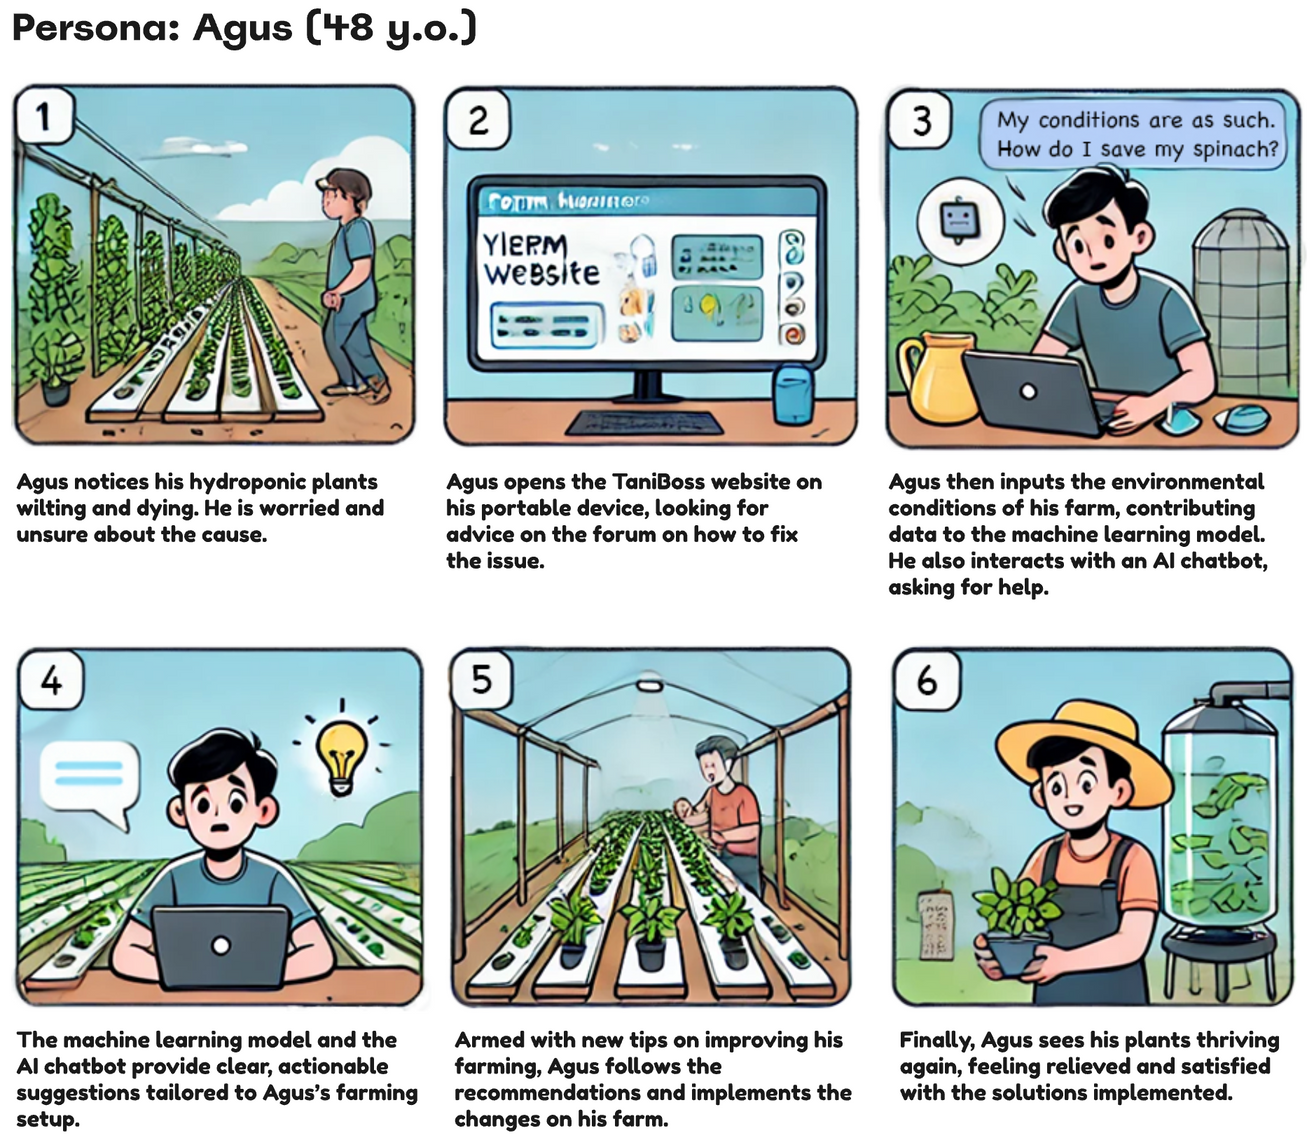 Persona: Agus (48 y.o.)
1
Agus notices his hydroponic plants
wilting and dying. He is worried and
unsure about the cause.
2
YIERM
WEBSITE
Agus opens the TaniBoss website on
his portable device, looking for
advice on the forum on how to fix
the issue.
3
My conditions are as such.
How do I save my spinach?
Agus then inputs the environmental
conditions of his farm, contributing
data to the machine learning model.
He also interacts with an AI chatbot,
asking for help.
4
The machine learning model and the
AI chatbot provide clear, actionable
suggestions tailored to Agus's farming
setup.
5
Armed with new tips on improving his
farming, Agus follows the
recommendations and implements the
changes on his farm.
6
Finally, Agus sees his plants thriving
again, feeling relieved and satisfied
with the solutions implemented.